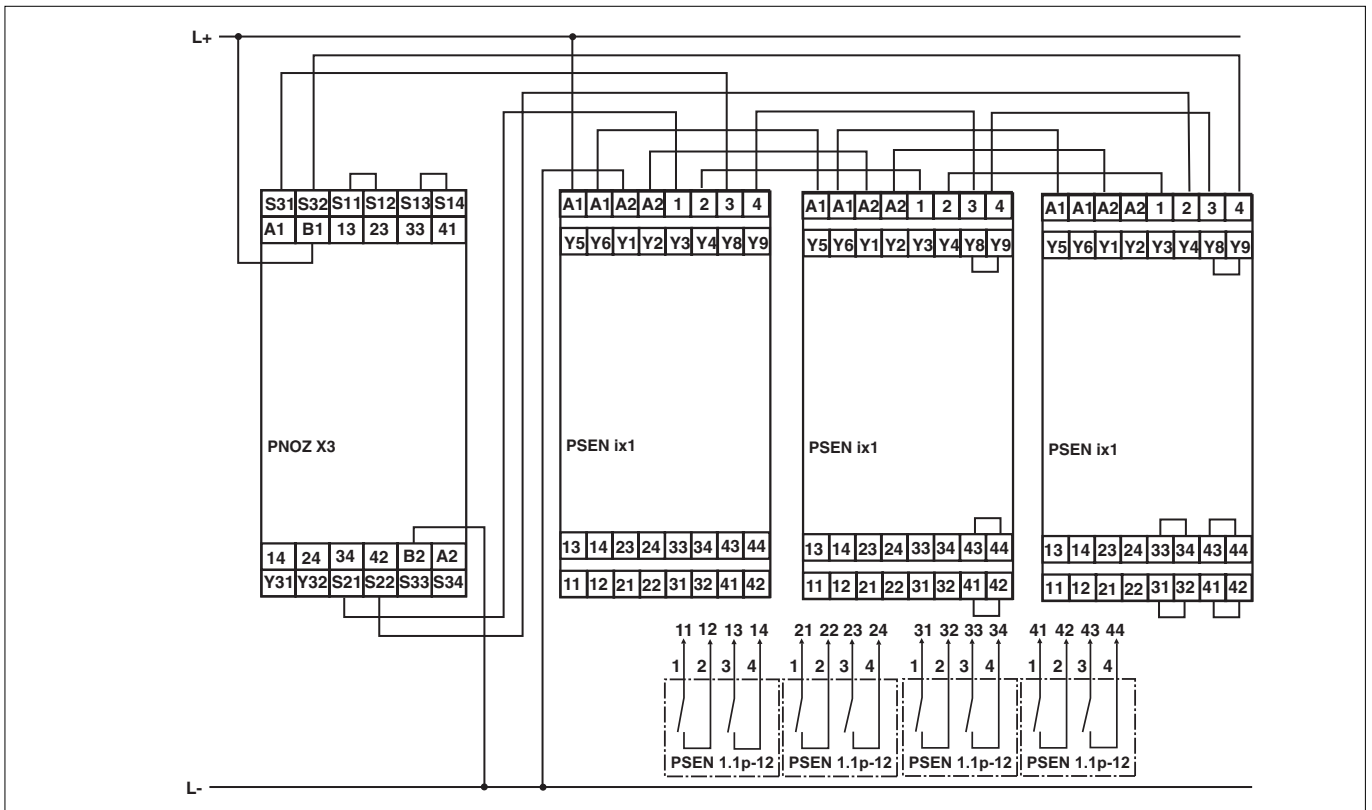 L+
S31 S32 S11 S12 S13 S14
A1 B1 13 23 33 41
PNOZ X3
14 24 34 42 B2 A2
Y31 Y32 S21 S22 S33 S34
A1 A1 A2 A2 1 2 3 4
Y5 Y6 Y1 Y2 Y3 Y4 Y8 Y9
PSEN ix1
13 14 23 24 33 34 43 44
11 12 21 22 31 32 41 42
A1 A1 A2 A2 1 2 3 4
Y5 Y6 Y1 Y2 Y3 Y4 Y8 Y9
PSEN ix1
13 14 23 24 33 34 43 44
11 12 21 22 31 32 41 42
A1 A1 A2 A2 1 2 3 4
Y5 Y6 Y1 Y2 Y3 Y4 Y8 Y9
PSEN ix1
13 14 23 24 33 34 43 44
11 12 21 22 31 32 41 42
11 12 13 14
1 2 3 4
PSEN 1.1p-12
21 22 23 24
1 2 3 4
PSEN 1.1p-12
31 32 33 34
1 2 3 4
PSEN 1.1p-12
41 42 43 44
1 2 3 4
PSEN 1.1p-12
L-